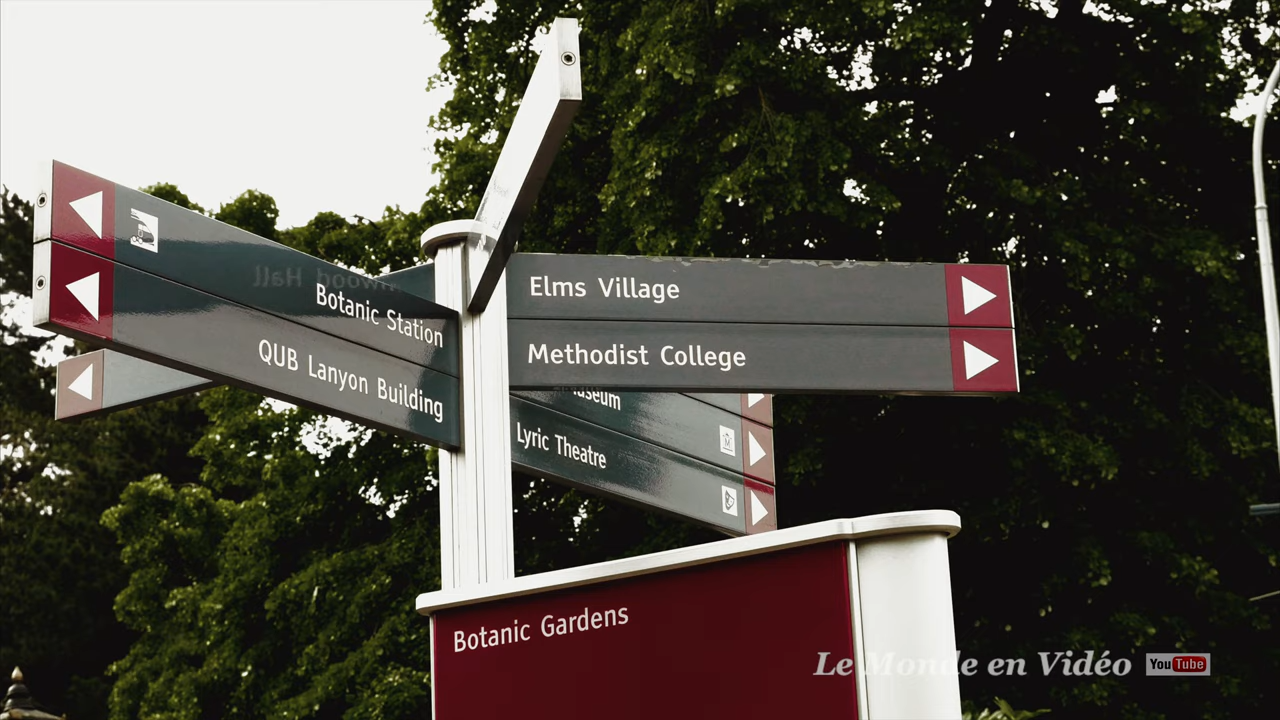 Botanic Station
QUB Lanyon Building
Elms Village
Methodist College
Lyric Theatre
Botanic Gardens
Le Monde en Vidéo
YouTube